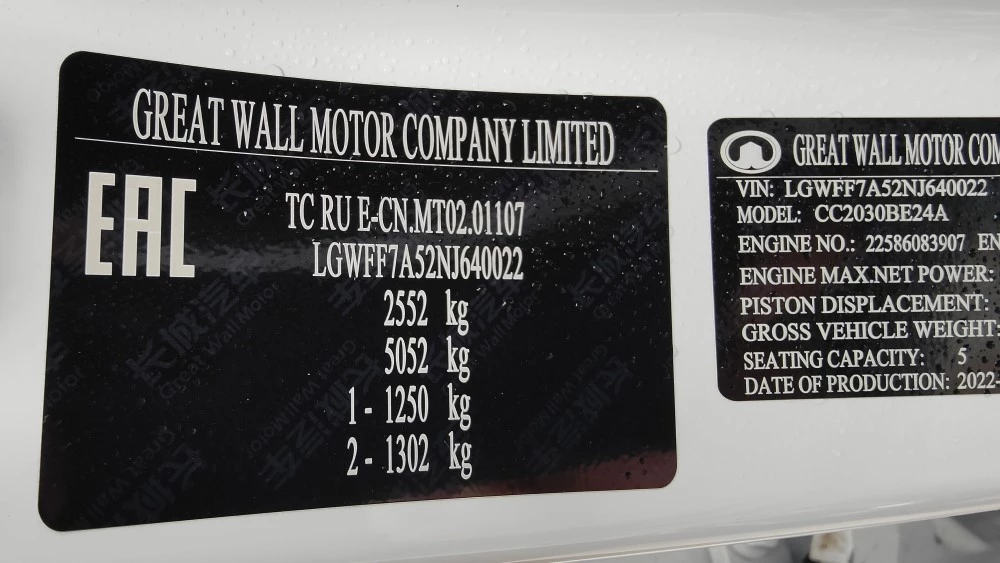 GREAT WALL MOTOR COMPANY LIMITED
EAC
TC RU E-CN.MT02.01107
LGWFF7A52NJ640022
2552 kg
5052 kg
1 - 1250 kg
2 - 1302 kg
GREAT WALL MOTOR COM
VIN: LGWFF7A52NJ640022
MODEL: CC2030BE24A
ENGINE NO.: 22586083907 EN
ENGINE MAX.NET POWER:
PISTON DISPLACEMENT:
GROSS VEHICLE WEIGHT:
SEATING CAPACITY: 5
DATE OF PRODUCTION: 2022-